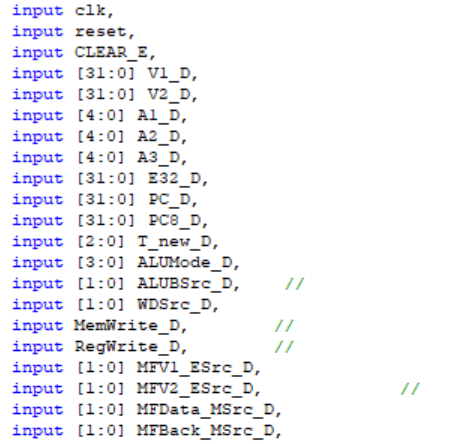 input clk,
input reset,
input CLEAR_E,
input [31:0] V1_D,
input [31:0] V2_D,
input [4:0] A1_D,
input [4:0] A2_D,
input [4:0] A3_D,
input [31:0] E32_D,
input [31:0] PC_D,
input [31:0] PC8_D,
input [2:0] T_new_D,
input [3:0] ALUMode_D,
input [1:0] ALUBSrc_D, //
input [1:0] WDSrc_D,
input MemWrite_D, //
input RegWrite_D, //
input [1:0] MFV1_ESrc_D,
input [1:0] MFV2_ESrc_D, //
input [1:0] MFData_MSrc_D,
input [1:0] MFBack_MSrc_D,